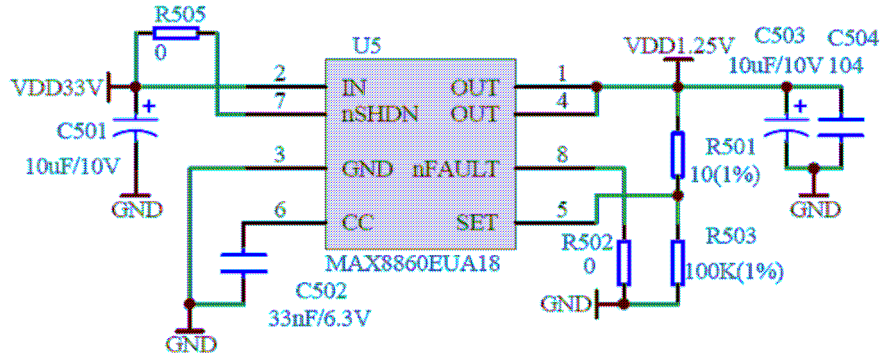 R505
0
U5
VDD1.25V
C503
C504
10uF/10V
104
VDD33V
2
IN
OUT
1
7
nSHDN
OUT
4
C501
10uF/10V
3
GND
nFAULT
8
R501
10(1%)
GND
GND
6
CC
SET
5
R502
0
R503
100K(1%)
MAX8860EUA18
C502
33nF/6.3V
GND
GND